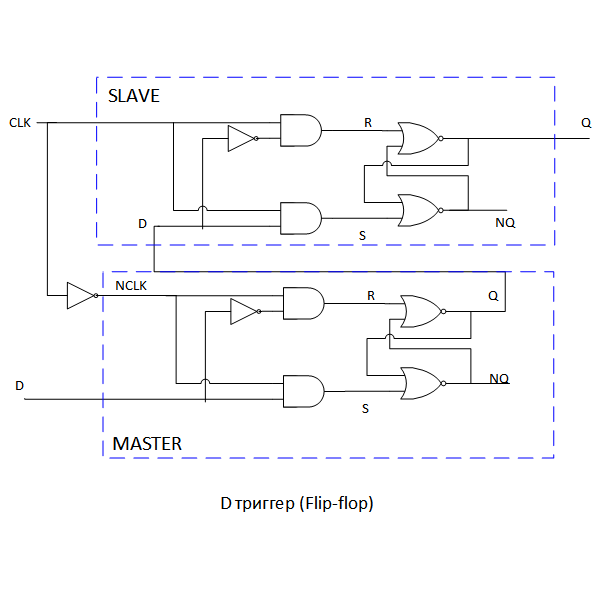 SLAVE
CLK
R
Q
D
NQ
S
NCLK
R
Q
D
NQ
S
MASTER
D триггер (Flip-flop)